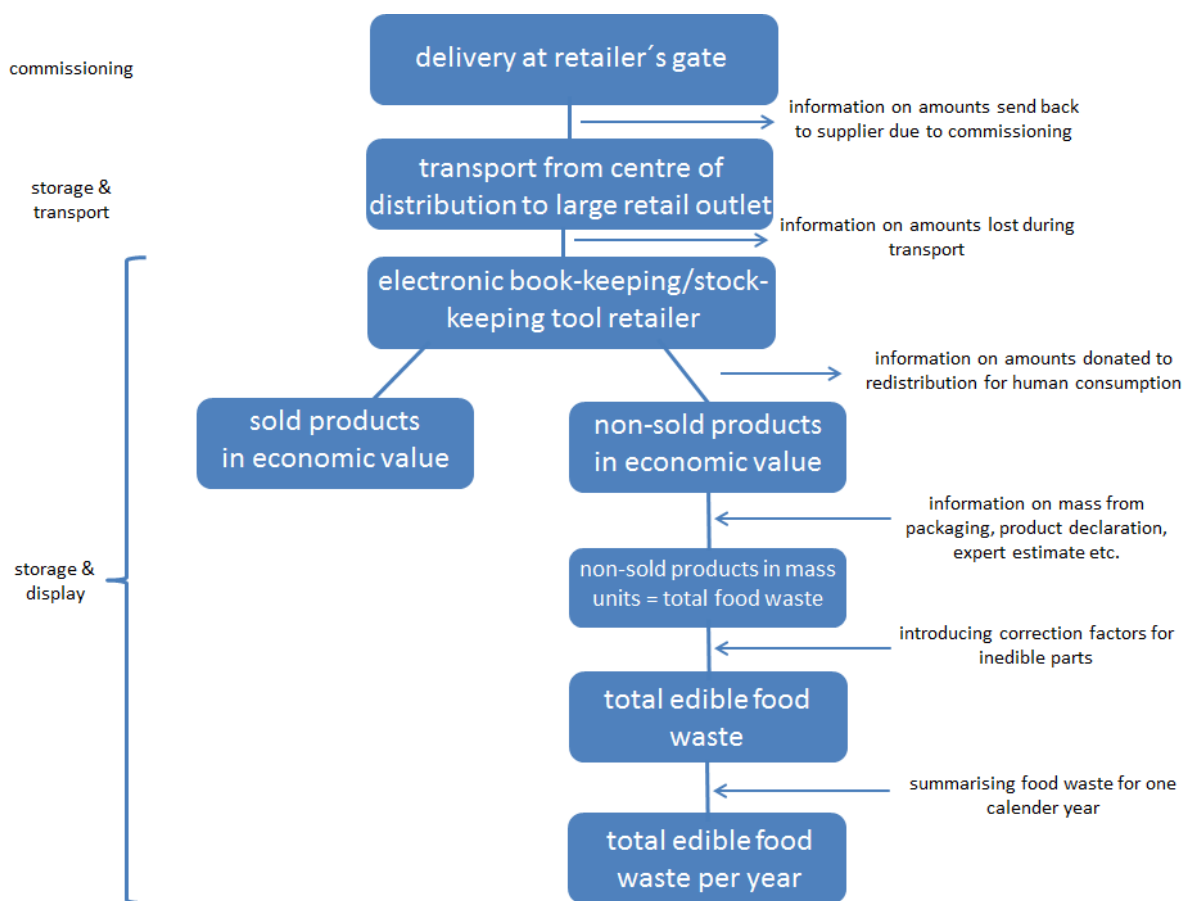 commissioning
delivery at retailer´s gate
information on amounts send back
to supplier due to commissioning
storage &
transport
transport from centre of
distribution to large retail outlet
information on amounts lost during
transport
electronic book-keeping/stock-
keeping tool retailer
information on amounts donated to
redistribution for human consumption
sold products
in economic value
non-sold products
in economic value
information on mass from
packaging, product declaration,
expert estimate etc.
storage &
display
non-sold products in mass
units = total food waste
introducing correction factors for
inedible parts
total edible food
waste
summarising food waste for one
calender year
total edible food
waste per year